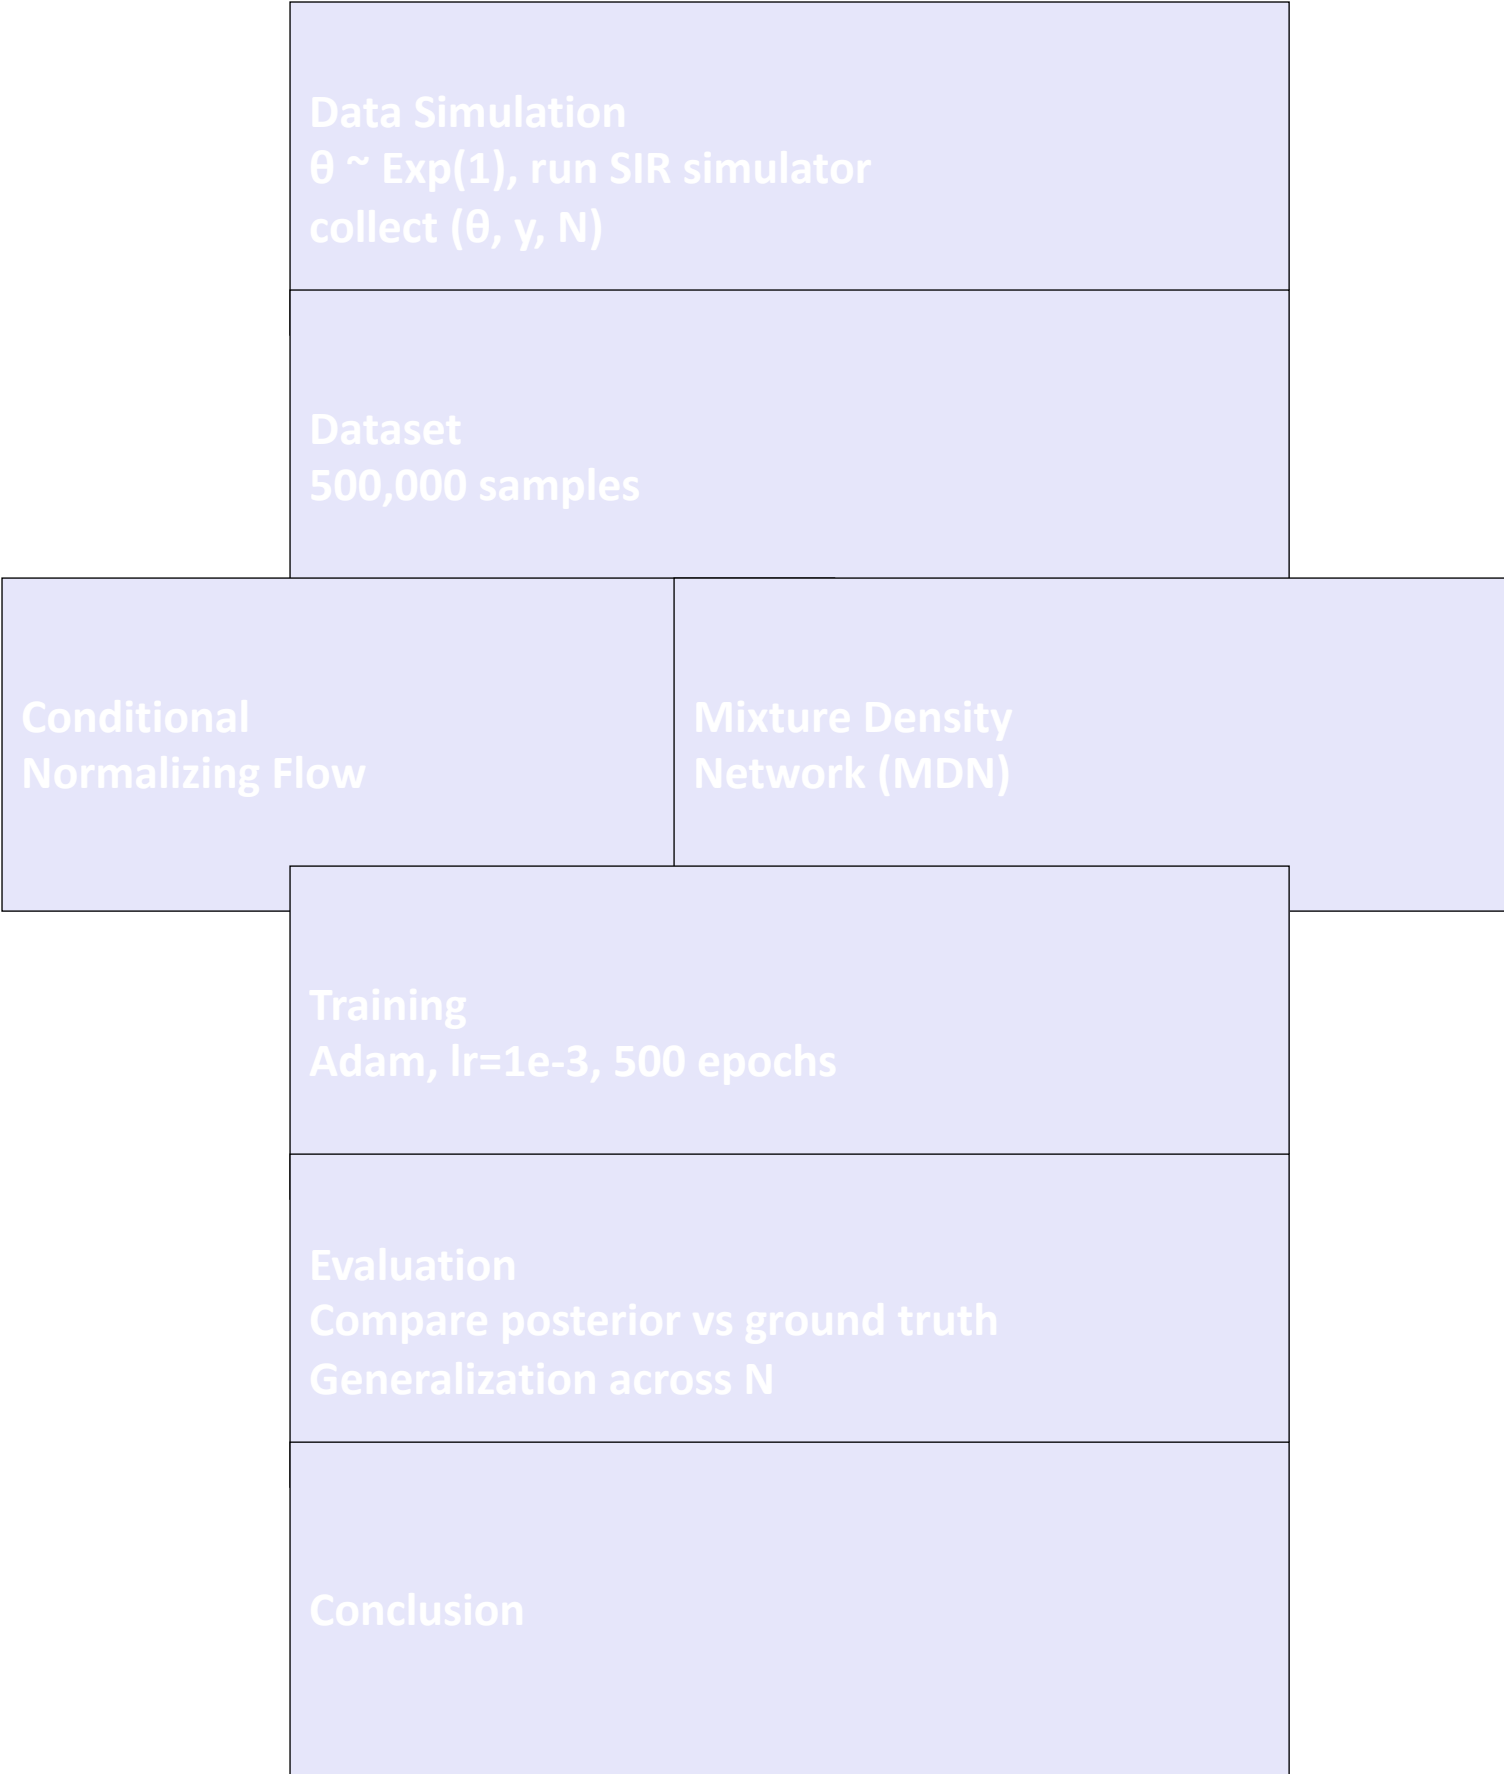 Data Simulation
θ ~ Exp(1), run SIR simulator
collect (θ, y, N)
Dataset
500,000 samples
Conditional
Normalizing Flow
Mixture Density
Network (MDN)
Training
Adam, lr=1e-3, 500 epochs
Evaluation
Compare posterior vs ground truth
Generalization across N
Conclusion